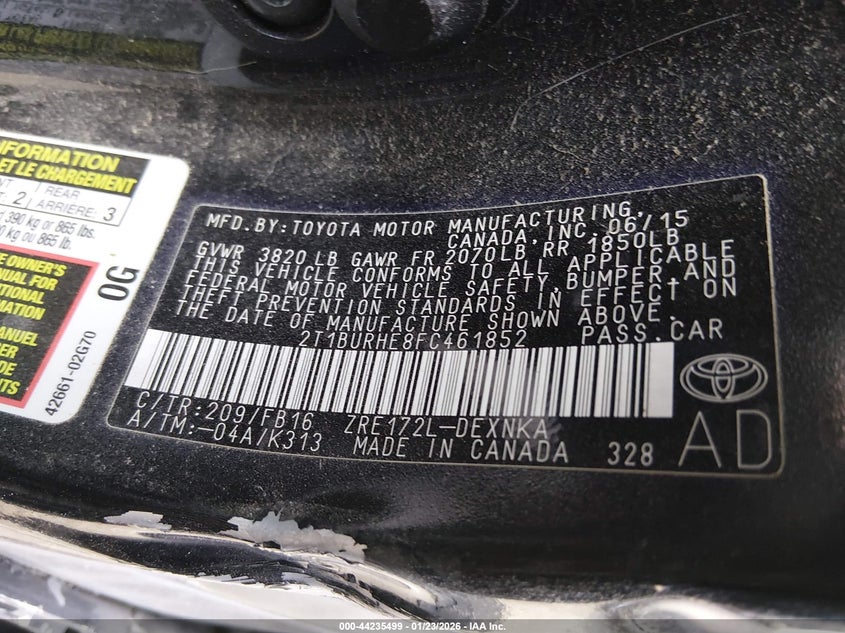 INFORMATION
ET LE CHARGEMENT
REAR
2
ARRIÈRE: 3
390 kg or 865 lbs.
kg ou 865 lb.
OWNER'S
MANUAL FOR
MANUEL
42661-02G70
0G
MFD. BY: TOYOTA MOTOR MANUFACTURING,
CANADA, INC. 06/15
GVWR 3820 LB GAWR FR 2070LB RR 1850LB
THIS VEHICLE CONFORMS TO ALL APPLICABLE
FEDERAL MOTOR VEHICLE SAFETY, BUMPER, AND
THEFT PREVENTION STANDARDS IN EFFECT ON
THE DATE OF MANUFACTURE SHOWN ABOVE.
2T1BURHE8FC461852 PASS. CAR
C/TR: 209/FB16 ZRE172L-DEXNKA
A/TM: -04A/K313 MADE IN CANADA 328
AD
000-44235499 - 01/23/2026 - IAA, Inc.